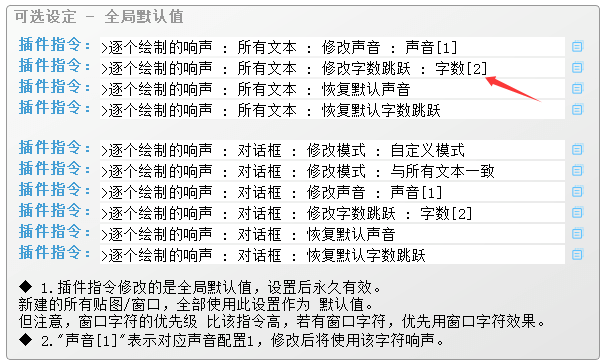 可选设定 - 全局默认值
插件指令: >逐个绘制的响声 : 所有文本 : 修改声音 : 声音[1]
插件指令: >逐个绘制的响声 : 所有文本 : 修改字数跳跃 : 字数[2]
插件指令: >逐个绘制的响声 : 所有文本 : 恢复默认声音
插件指令: >逐个绘制的响声 : 所有文本 : 恢复默认字数跳跃
插件指令: >逐个绘制的响声 : 对话框 : 修改模式 : 自定义模式
插件指令: >逐个绘制的响声 : 对话框 : 修改模式 : 与所有文本一致
插件指令: >逐个绘制的响声 : 对话框 : 修改声音 : 声音[1]
插件指令: >逐个绘制的响声 : 对话框 : 修改字数跳跃 : 字数[2]
插件指令: >逐个绘制的响声 : 对话框 : 恢复默认声音
插件指令: >逐个绘制的响声 : 对话框 : 恢复默认字数跳跃
◆ 1.插件指令修改的是全局默认值，设置后永久有效。
新建的所有贴图/窗口，全部使用此设置作为 默认值。
但注意，窗口字符的优先级 比该指令高，若有窗口字符，优先用窗口字符效果。
◆ 2."声音[1]"表示对应声音配置1，修改后将使用该字符响声。